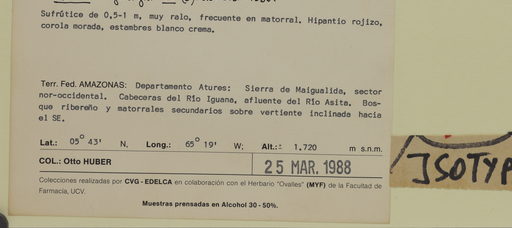 Sufrútice de 0.5-1 m, muy ralo, frecuente en matorral. Hipantio rojizo,
corola morada, estambres blanco crema.
Terr. Fed. AMAZONAS: Departamento Atures: Sierra de Maigualida, sector
nor-occidental. Cabeceras del Río Iguana, afluente del Río Asita. Bos-
que ribereño y matorrales secundarios sobre vertiente inclinada hacia
el SE.
Lat.: 05° 43' N. Long.: 65° 19' W; Alt.:± 1.720 m s.n.m.
COL.: Otto HUBER 25 MAR. 1988
Colecciones realizadas por CVG - EDELCA en colaboración con el Herbario "Ovalles" (MYF) de la Facultad de
Farmacia, UCV.
Muestras prensadas en Alcohol 30 - 50%.
ISOTYP